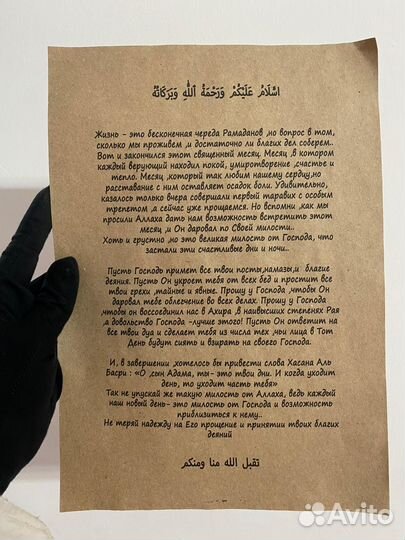 اسْلَامُ عَلَيْكُمْ وَرَحْمَةُ اللهِ وَبَرَكَاتُهُ
Жизнь - это бесконечная череда Рамаданов ,но вопрос в том,
сколько мы проживем ,и достаточно ли благих дел соберем..
Вот и закончился этот священный месяц. Месяц ,в котором
каждый верующий находил покой, умиротворение ,счастье и
тепло. Месяц ,который так любим нашему сердцу,но
расставание с ним оставляет осадок боли. Удивительно,
казалось только вчера совершали первый таравих с особым
трепетом ,а сейчас уже прощаемся. Но вспомни ,как мы
просили Аллаха дать нам возможность встретить этот
месяц ,и Он даровал по Своей милости..
Хоть и грустно ,но это великая милость от Господа, что
застали эти счастливые дни и ночи..
Пусть Господь примет все твои посты,намазы,и благие
деяния. Пусть Он укроет тебя от всех бед и простит все
твои грехи ,тайные и явные. Прошу у Господа ,чтобы Он
даровал тебе облегчение во всех делах. Прошу у Господа
,чтобы он воссоединил нас в Ахира ,в наивысших степенях Рая
,а довольство Господа -лучше этого! Пусть Он ответит на
все твои дуа и сделает тебя из числа тех ,чьи лица в Тот
День будут сиять и взирать на своего Господа.
И, в завершении ,хотелось бы привести слова Хасана Аль
Басри : «О ,сын Адама, ты- это твои дни. И когда уходит
день, то уходит часть тебя»
Так не упускай же такую милость от Аллаха, ведь каждый
наш новый день- это милость от Господа и возможность
приблизиться к нему..
Не теряй надежду на Его прощение и принятии твоих благих
деяний
تقبل الله منا ومنكم
Avito